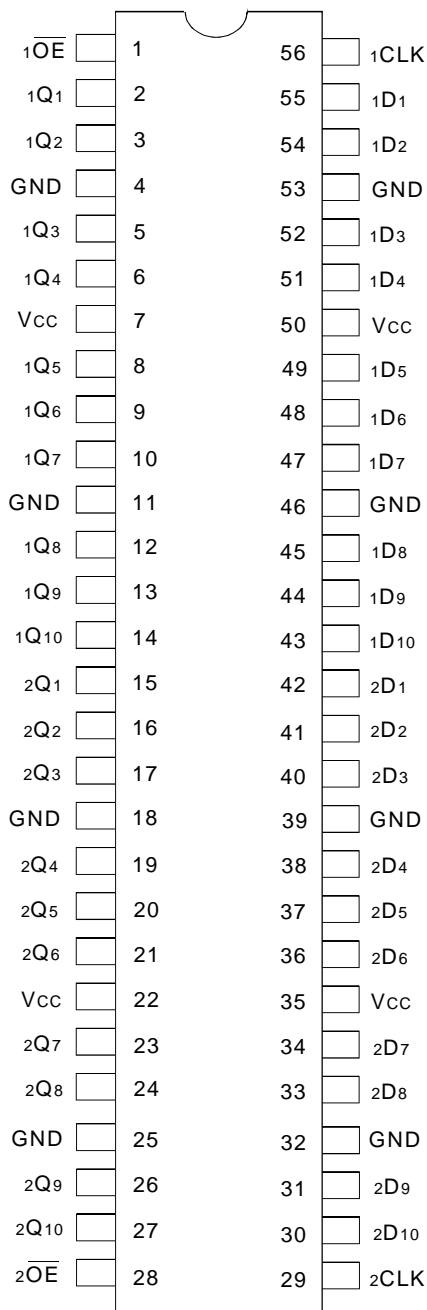 1OE 1 56 1CLK
1Q1 2 55 1D1
1Q2 3 54 1D2
GND 4 53 GND
1Q3 5 52 1D3
1Q4 6 51 1D4
VCC 7 50 VCC
1Q5 8 49 1D5
1Q6 9 48 1D6
1Q7 10 47 1D7
GND 11 46 GND
1Q8 12 45 1D8
1Q9 13 44 1D9
1Q10 14 43 1D10
2Q1 15 42 2D1
2Q2 16 41 2D2
2Q3 17 40 2D3
GND 18 39 GND
2Q4 19 38 2D4
2Q5 20 37 2D5
2Q6 21 36 2D6
VCC 22 35 VCC
2Q7 23 34 2D7
2Q8 24 33 2D8
GND 25 32 GND
2Q9 26 31 2D9
2Q10 27 30 2D10
2OE 28 29 2CLK